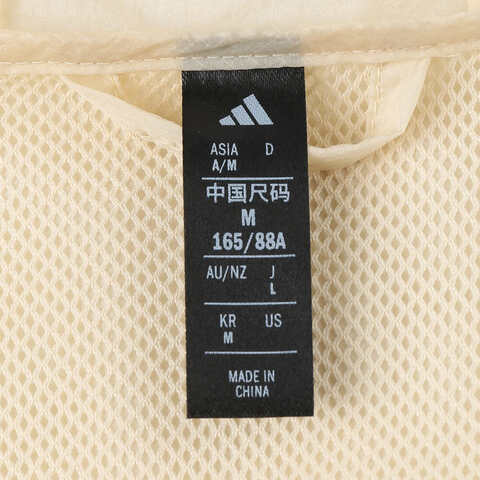 ASIA D
A/M
中国尺码
M
165/88A
AU/NZ J
L
KR US
M
MADE IN
CHINA